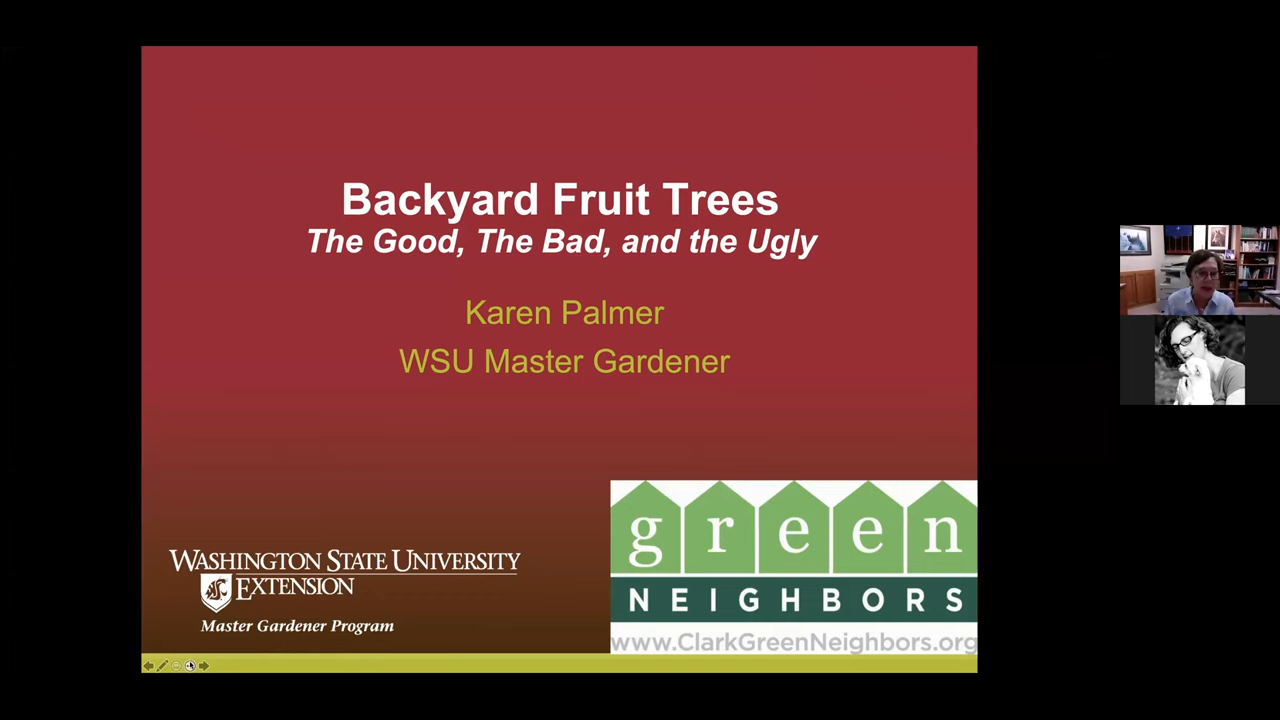 Backyard Fruit Trees
The Good, The Bad, and the Ugly
Karen Palmer
WSU Master Gardener
WASHINGTON STATE UNIVERSITY
EXTENSION
Master Gardener Program
green
NEIGHBORS
www.ClarkGreenNeighbors.org